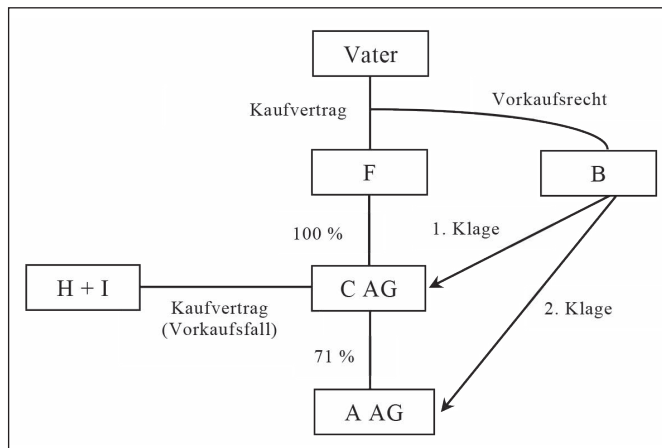 Vater
Vorkaufsrecht
Kaufvertrag
F
B
100 %
1. Klage
H + I
C AG
Kaufvertrag
(Vorkaufsfall)
2. Klage
71 %
A AG